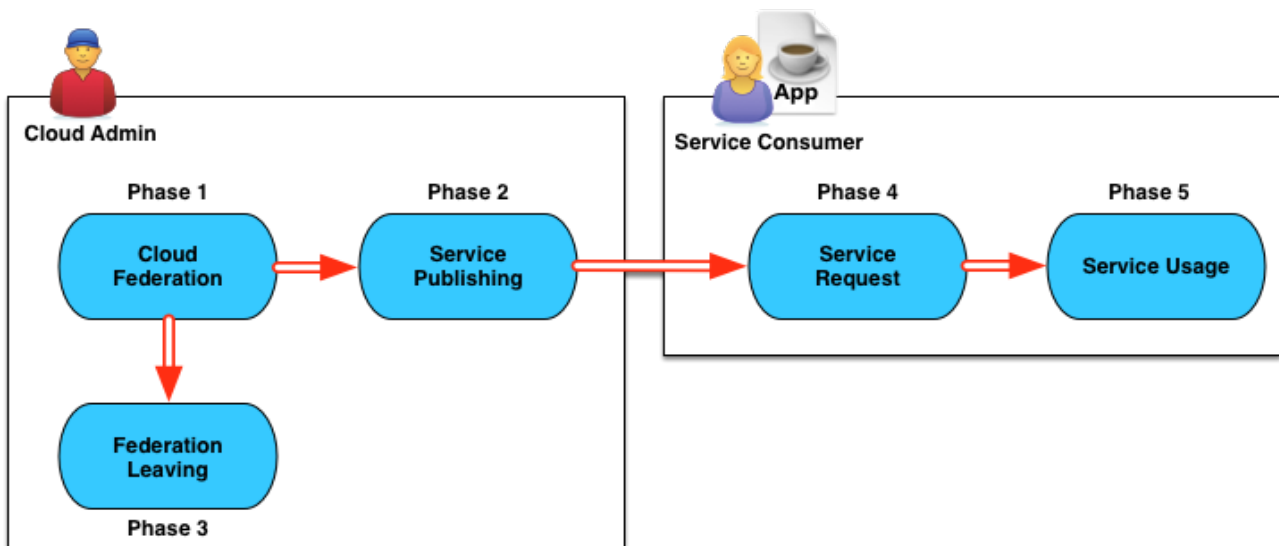 App
Cloud Admin
Service Consumer
Phase 1
Phase 2
Phase 4
Phase 5
Cloud
Federation
Service
Publishing
Service
Request
Service Usage
Federation
Leaving
Phase 3